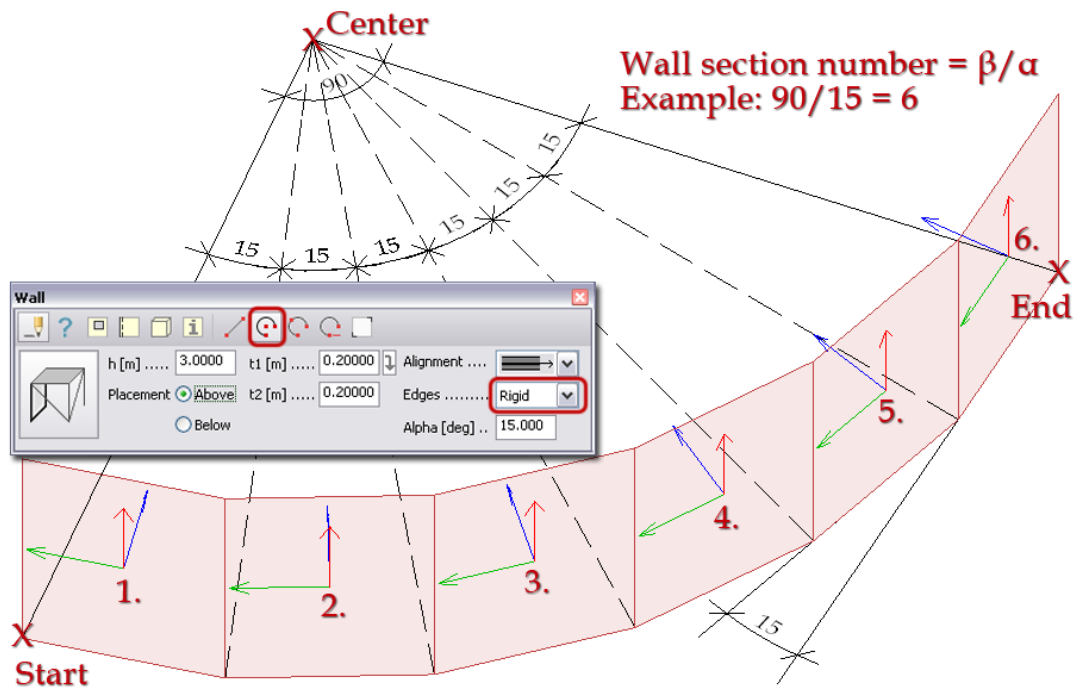 Center
Wall section number = β/α
Example: 90/15 = 6
90
15
15
15
15
15
15
Wall
h [m] ..... 3.0000 t1 [m] ..... 0.20000 Alignment ....
Placement Above t2 [m] ..... 0.20000 Edges ......... Rigid
Below Alpha [deg] .. 15.000
6.
End
5.
4.
3.
2.
1.
15
X Start
X
X